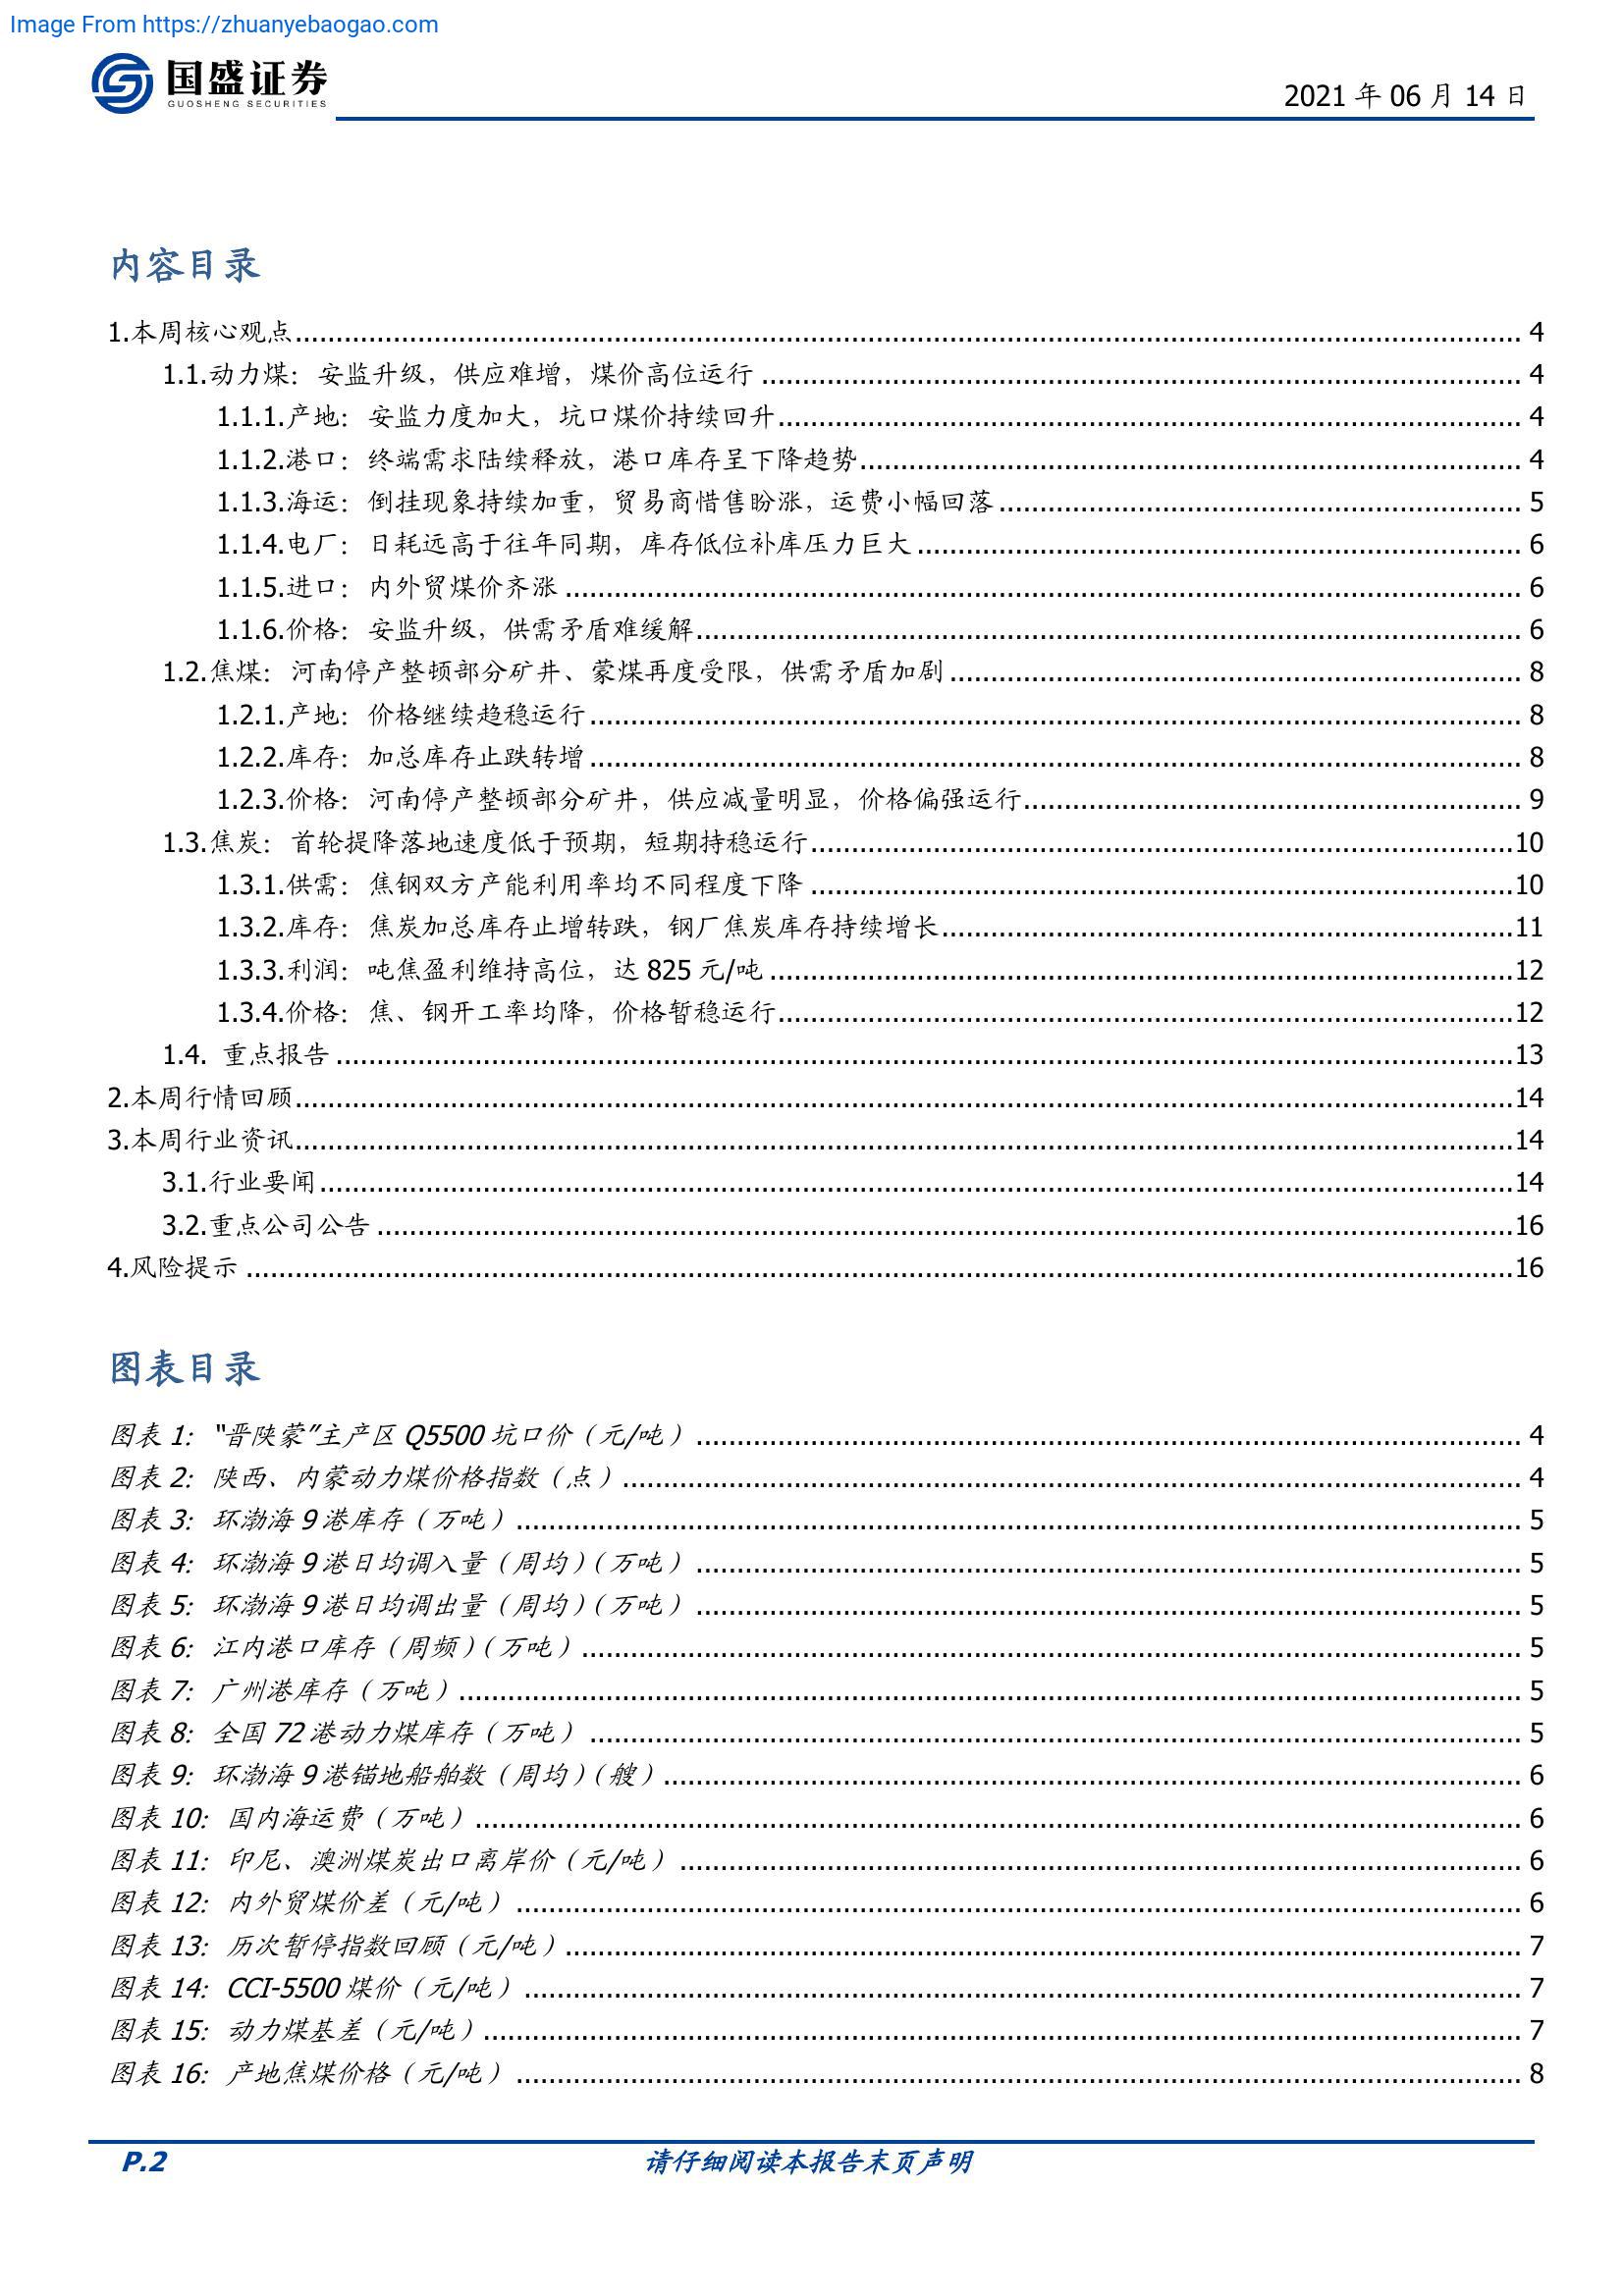 Image From https://zhuanyebaogao.com
国盛证券
GUOSHENG SECURITIES
2021 年 06 月 14 日
内容目录
1.本周核心观点 4
1.1.动力煤：安监升级，供应难增，煤价高位运行 4
1.1.1.产地：安监力度加大，坑口煤价持续回升 4
1.1.2.港口：终端需求陆续释放，港口库存呈下降趋势 4
1.1.3.海运：倒挂现象持续加重，贸易商惜售盼涨，运费小幅回落 5
1.1.4.电厂：日耗远高于往年同期，库存低位补库压力巨大 6
1.1.5.进口：内外贸煤价齐涨 6
1.1.6.价格：安监升级，供需矛盾难缓解 6
1.2.焦煤：河南停产整顿部分矿井、蒙煤再度受限，供需矛盾加剧 8
1.2.1.产地：价格继续趋稳运行 8
1.2.2.库存：加总库存止跌转增 8
1.2.3.价格：河南停产整顿部分矿井，供应减量明显，价格偏强运行 9
1.3.焦炭：首轮提降落地速度低于预期，短期持稳运行 10
1.3.1.供需：焦钢双方产能利用率均不同程度下降 10
1.3.2.库存：焦炭加总库存止增转跌，钢厂焦炭库存持续增长 11
1.3.3.利润：吨焦盈利维持高位，达 825 元/吨 12
1.3.4.价格：焦、钢开工率均降，价格暂稳运行 12
1.4. 重点报告 13
2.本周行情回顾 14
3.本周行业资讯 14
3.1.行业要闻 14
3.2.重点公司公告 16
4.风险提示 16
图表目录
图表 1：“晋陕蒙”主产区 Q5500 坑口价（元/吨） 4
图表 2：陕西、内蒙动力煤价格指数（点） 4
图表 3：环渤海 9 港库存（万吨） 5
图表 4：环渤海 9 港日均调入量（周均）（万吨） 5
图表 5：环渤海 9 港日均调出量（周均）（万吨） 5
图表 6：江内港口库存（周频）（万吨） 5
图表 7：广州港库存（万吨） 5
图表 8：全国 72 港动力煤库存（万吨） 5
图表 9：环渤海 9 港锚地船舶数（周均）（艘） 6
图表 10：国内海运费（万吨） 6
图表 11：印尼、澳洲煤炭出口离岸价（元/吨） 6
图表 12：内外贸煤价差（元/吨） 6
图表 13：历次暂停指数回顾（元/吨） 7
图表 14：CCI-5500 煤价（元/吨） 7
图表 15：动力煤基差（元/吨） 7
图表 16：产地焦煤价格（元/吨） 8
P.2
请仔细阅读本报告末页声明